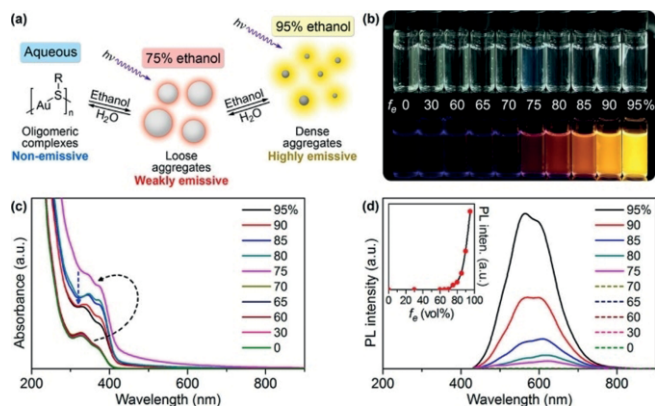 (a)
hν
95% ethanol
Aqueous
hν
75% ethanol
R
S
Au
n
Ethanol
H2O
Ethanol
H2O
Oligomeric
complexes
Non-emissive
Loose
aggregates
Weakly emissive
Dense
aggregates
Highly emissive
(b)
fe 0 30 60 65 70 75 80 85 90 95%
(c)
Absorbance (a.u.)
95%
90
85
80
75
70
65
60
30
0
200 400 600 800
Wavelength (nm)
(d)
PL intensity (a.u.)
PL inten. (a.u.)
0 20 40 60 80 100
fe (vol%)
95%
90
85
80
75
70
65
60
30
0
200 400 600 800
Wavelength (nm)